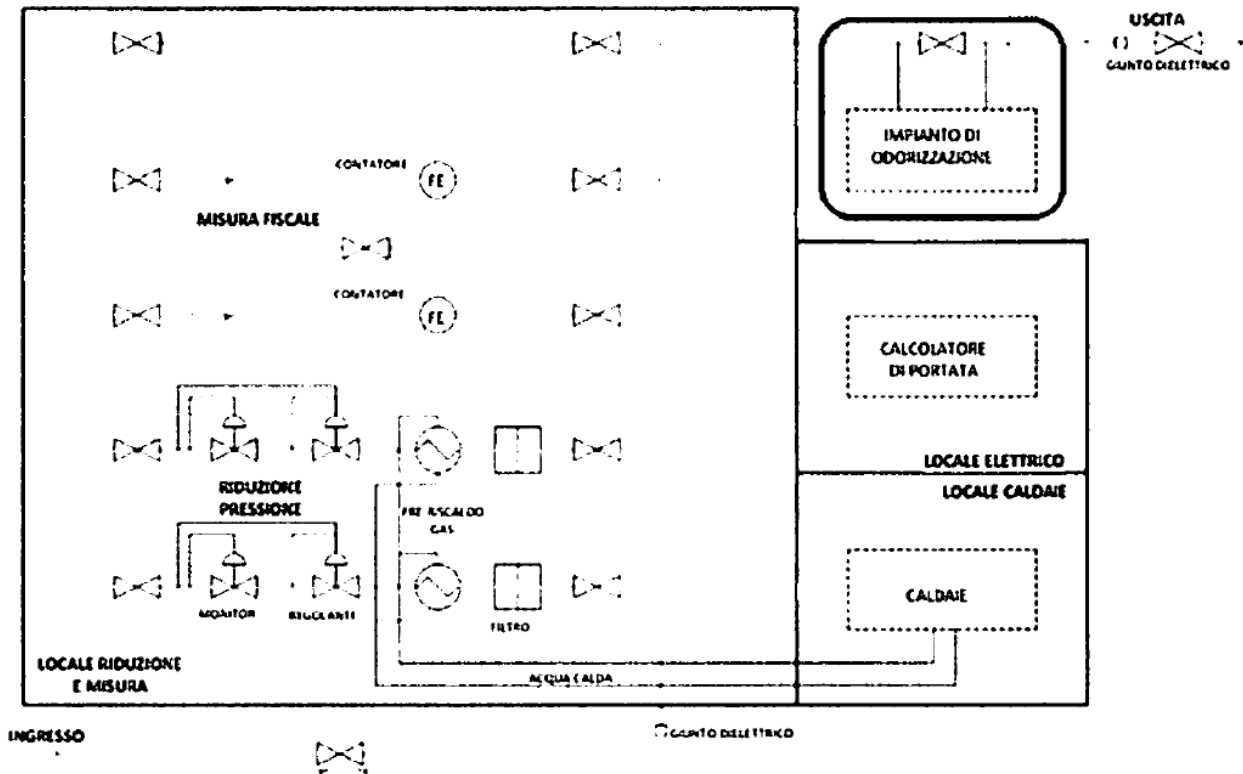 USCITA
GIUNTO DIELETTRICO
IMPIANTO DI
ODORIZZAZIONE
CONTATORE
FE
MISURA FISCALE
CONTATORE
FE
CALCOLATORE
DI PORTATA
LOCALE ELETTRICO
RIDUZIONE
PRESSIONE
PRE RISCALDO
GAS
LOCALE CALDAIE
CALDAIE
MONITOR
REGOLANTE
FILTRO
LOCALE RIDUZIONE
E MISURA
ACQUA CALDA
INGRESSO
GIUNTO DIELETTRICO